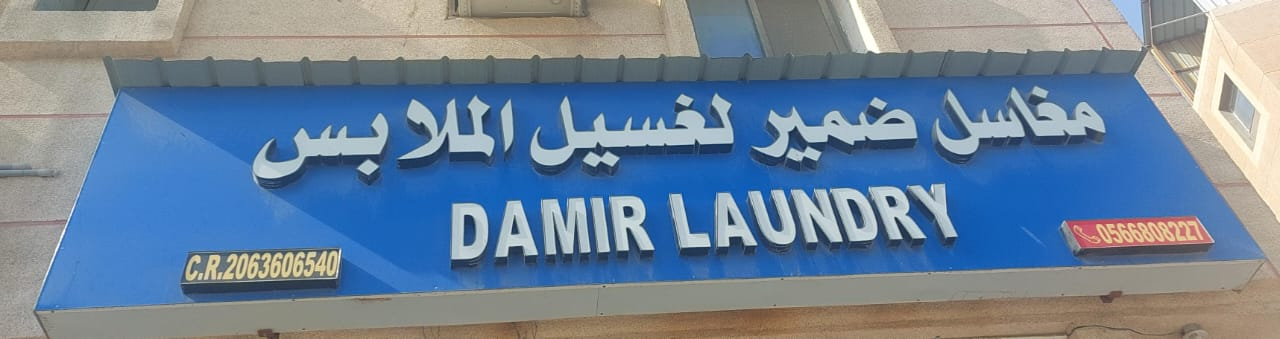 مغاسل ضمير لغسيل الملابس
DAMIR LAUNDRY
C.R.2063606540
0566808227